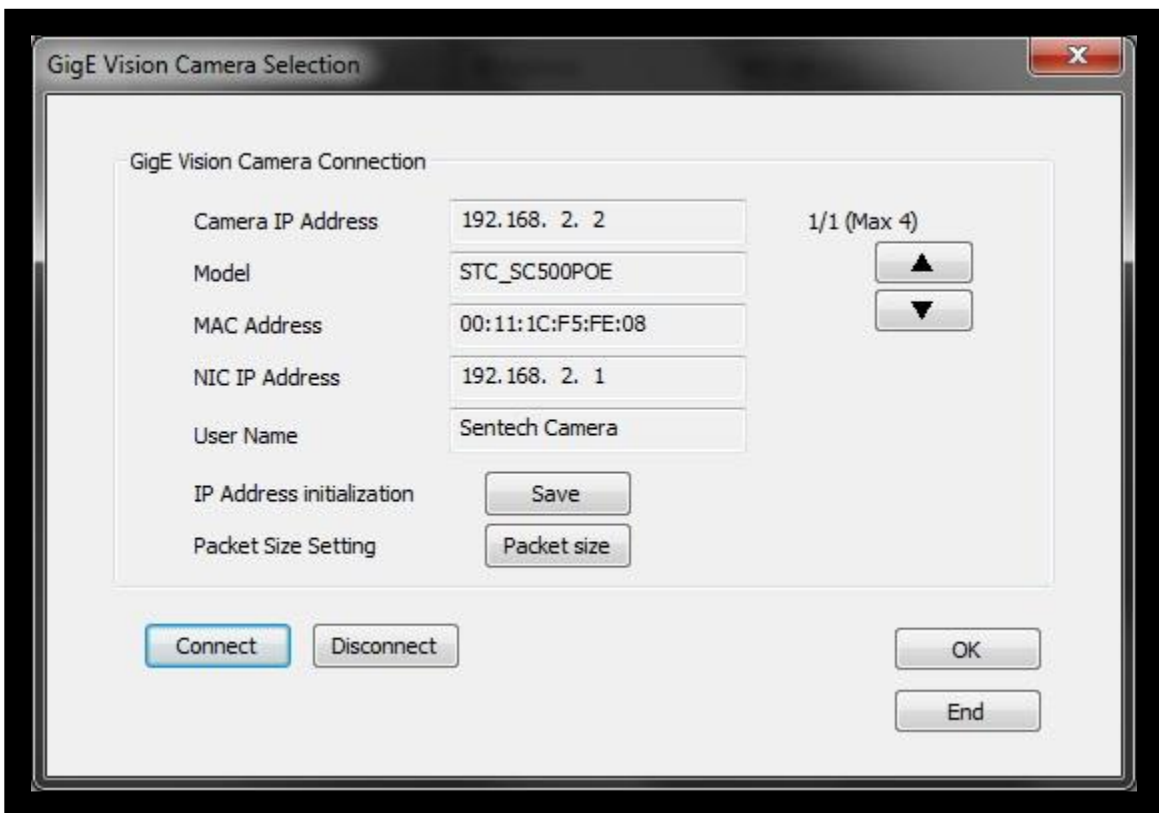 GigE Vision Camera Selection
GigE Vision Camera Connection
Camera IP Address 192.168. 2. 2 1/1 (Max 4)
Model STC_SC500POE
MAC Address 00:11:1C:F5:FE:08
NIC IP Address 192.168. 2. 1
User Name Sentech Camera
IP Address initialization Save
Packet Size Setting Packet size
Connect Disconnect OK
End